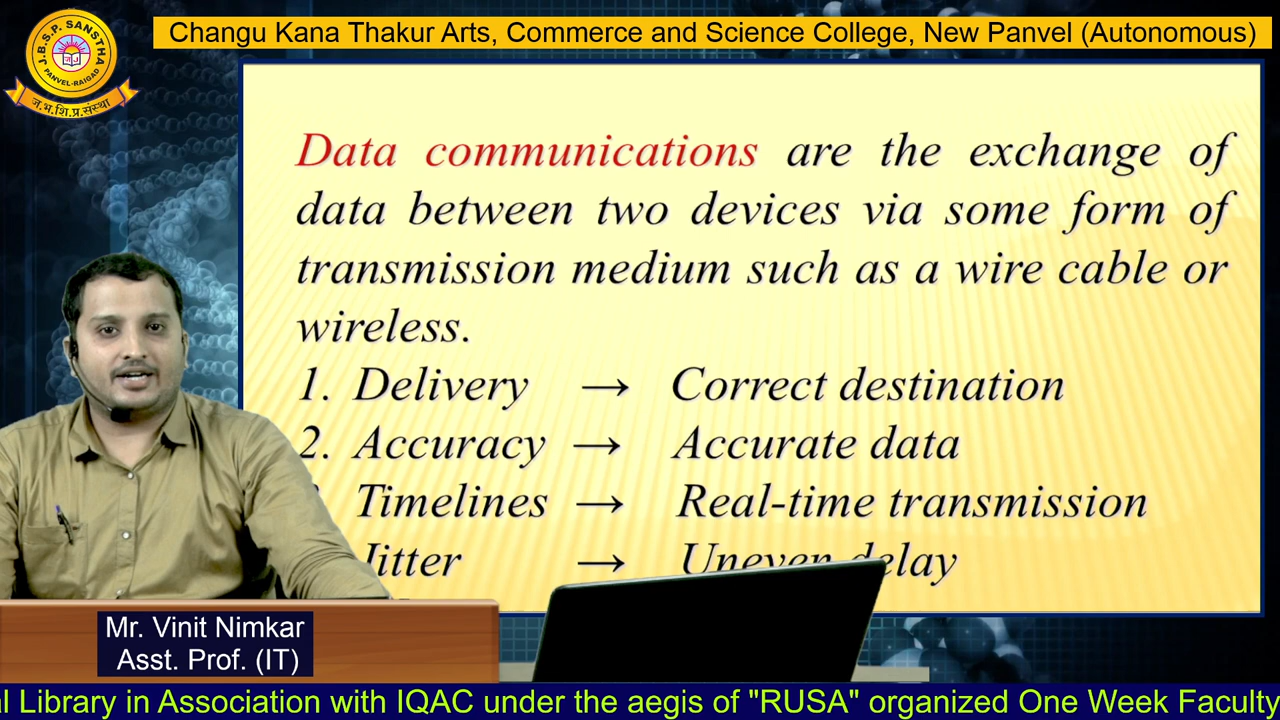 Changu Kana Thakur Arts, Commerce and Science College, New Panvel (Autonomous)
J.B.S.P. SANSTHA
PANVEL-RAIGAD
ज.भ.शि.प्र.संस्था
Data communications are the exchange of
data between two devices via some form of
transmission medium such as a wire cable or
wireless.
1. Delivery → Correct destination
2. Accuracy → Accurate data
Timelines → Real-time transmission
Jitter → Uneven delay
Mr. Vinit Nimkar
Asst. Prof. (IT)
Library in Association with IQAC under the aegis of "RUSA" organized One Week Faculty